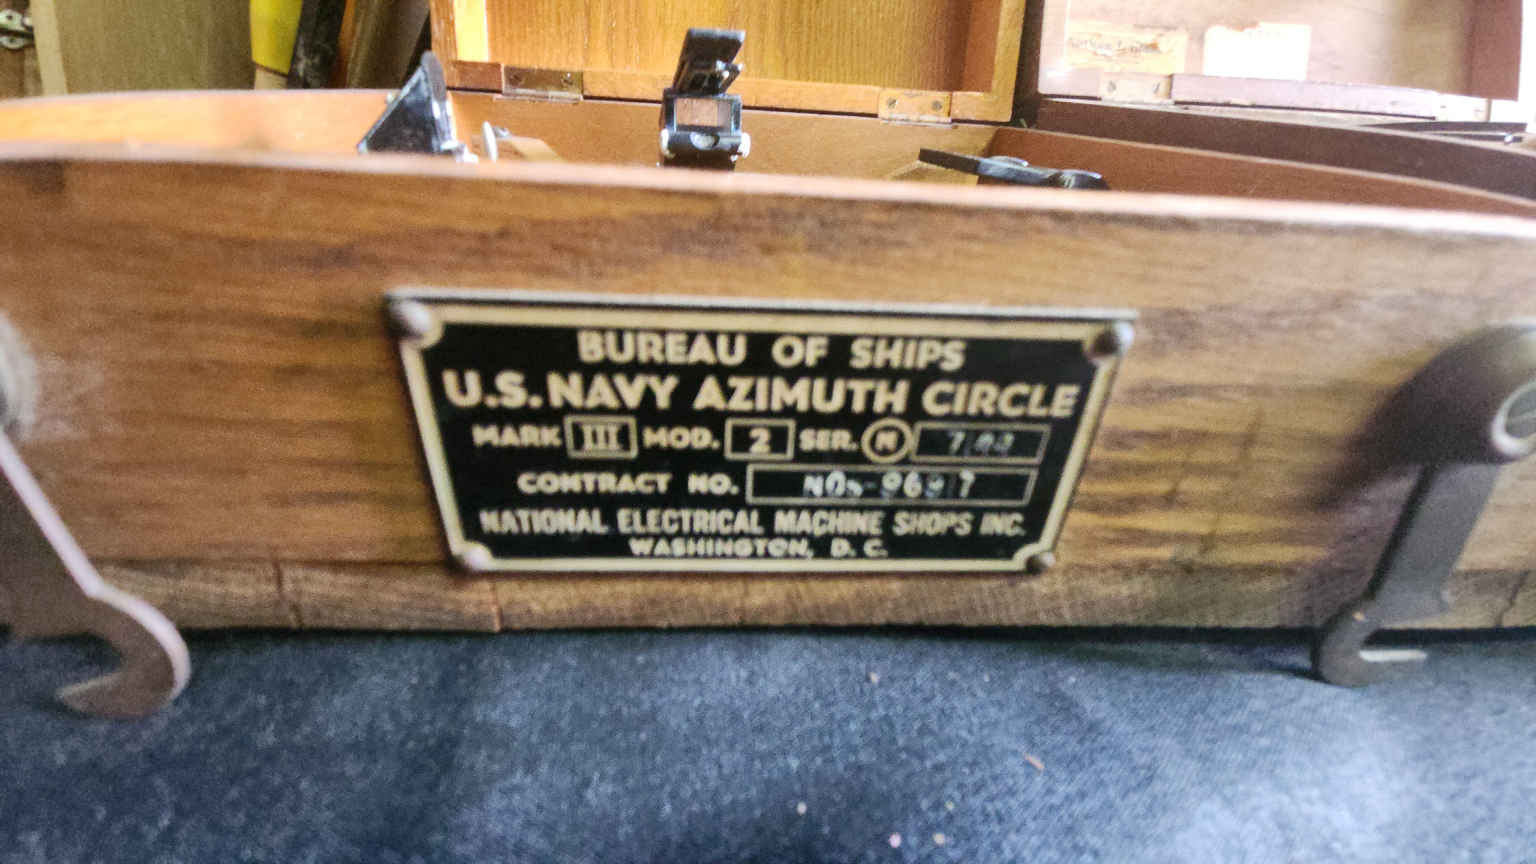 BUREAU OF SHIPS
U.S. NAVY AZIMUTH CIRCLE
MARK III MOD. 2 SER. N
CONTRACT NO.
NATIONAL ELECTRICAL MACHINE SHOPS INC.
WASHINGTON, D. C.